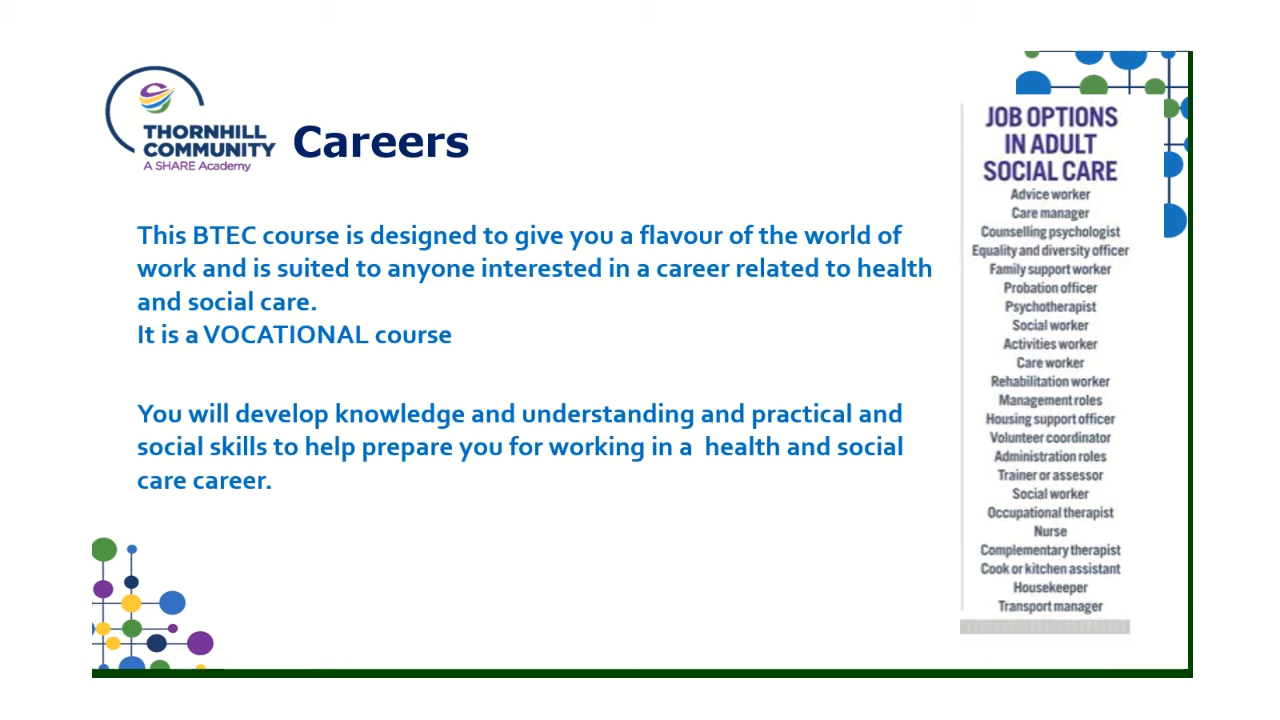 THORNHILL
COMMUNITY
A SHARE Academy
Careers
This BTEC course is designed to give you a flavour of the world of
work and is suited to anyone interested in a career related to health
and social care.
It is a VOCATIONAL course
You will develop knowledge and understanding and practical and
social skills to help prepare you for working in a  health and social
care career.
JOB OPTIONS
IN ADULT
SOCIAL CARE
Advice worker
Care manager
Counselling psychologist
Equality and diversity officer
Family support worker
Probation officer
Psychotherapist
Social worker
Activities worker
Care worker
Rehabilitation worker
Management roles
Housing support officer
Volunteer coordinator
Administration roles
Trainer or assessor
Social worker
Occupational therapist
Nurse
Complementary therapist
Cook or kitchen assistant
Housekeeper
Transport manager